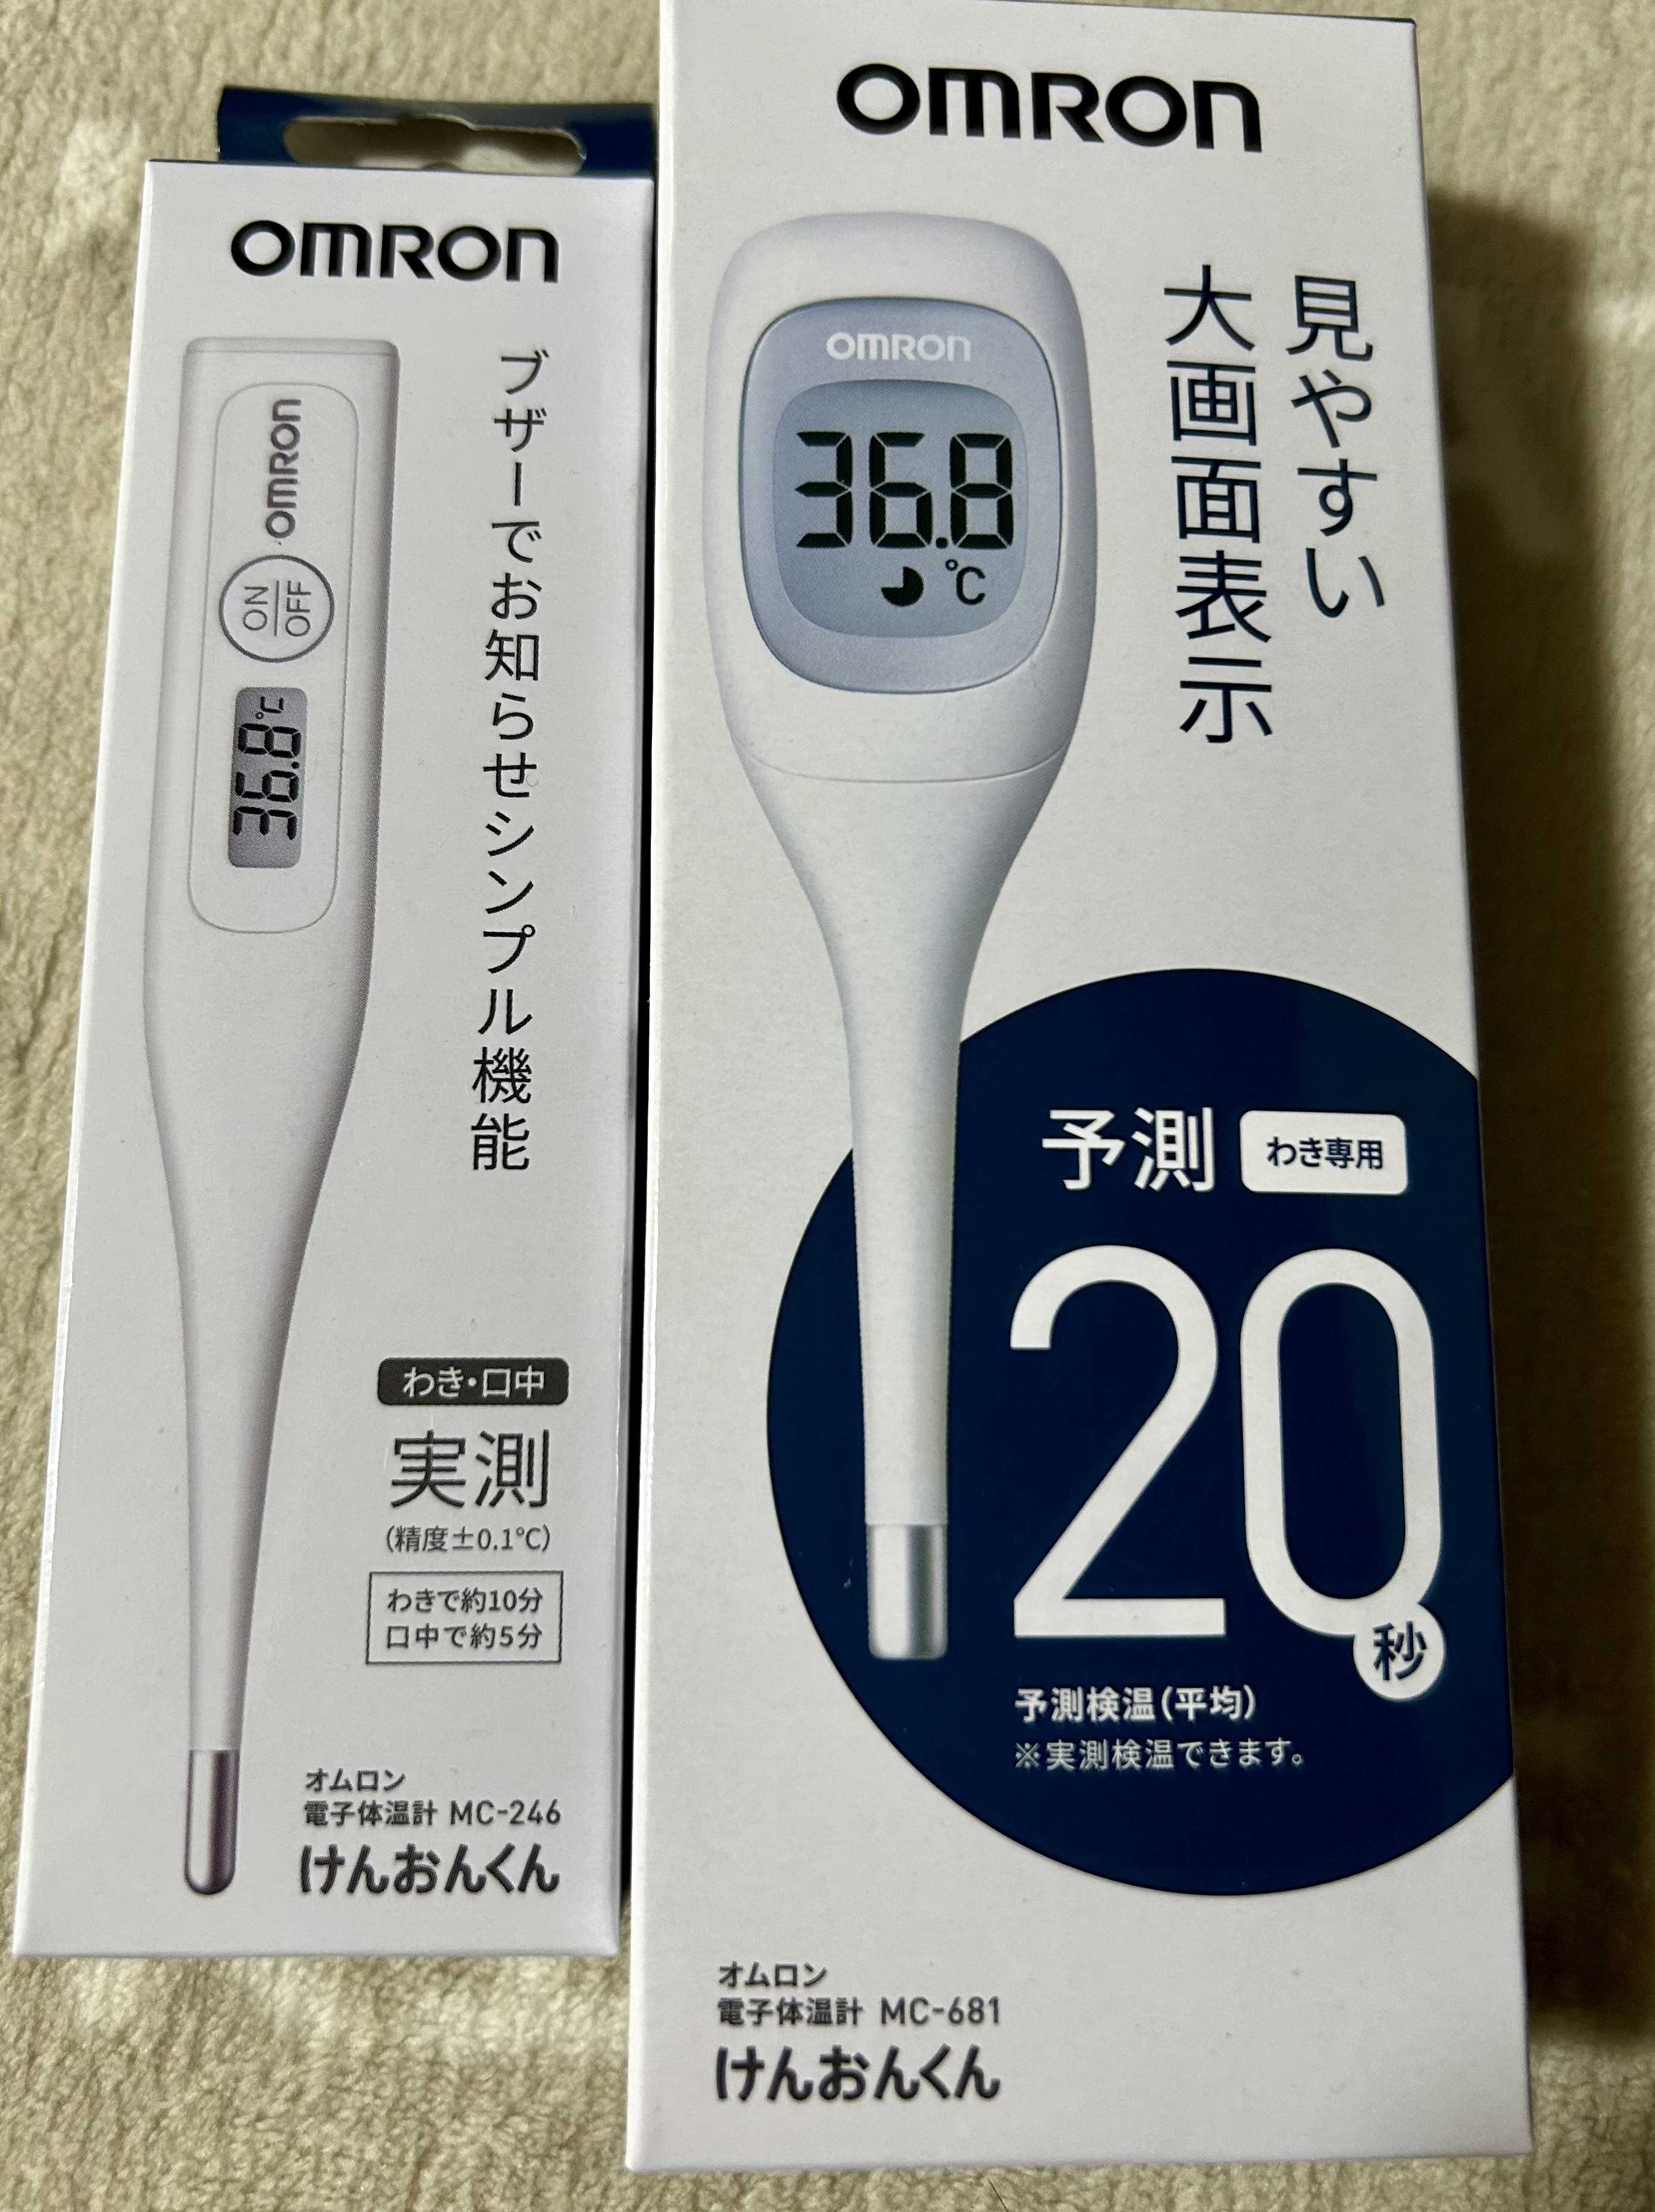 OMRON
ブザーでお知らせシンプル機能
OMRON
ON
OFF
36.8℃
わき・口中
実測
(精度±0.1℃)
わきで約10分
口中で約5分
オムロン
電子体温計 MC-246
けんおんくん
OMRON
見やすい
大画面表示
OMRON
36.8
℃
予測 わき専用
20秒
予測検温(平均)
※実測検温できます。
オムロン
電子体温計 MC-681
けんおんくん